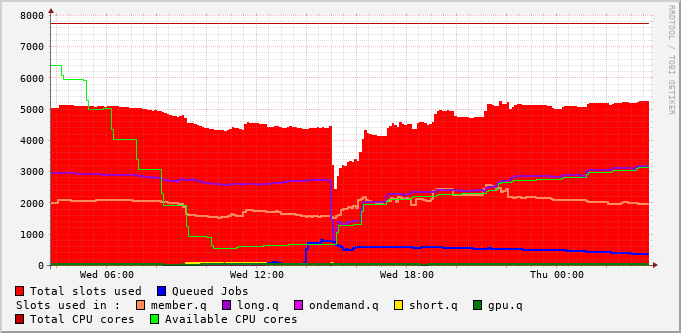 8000
7000
6000
5000
4000
3000
2000
1000
0
Wed 06:00 Wed 12:00 Wed 18:00 Thu 00:00
RRDTOOL / TOBI OETIKER
Total slots used Queued Jobs
Slots used in : member.q long.q ondemand.q short.q gpu.q
Total CPU cores Available CPU cores